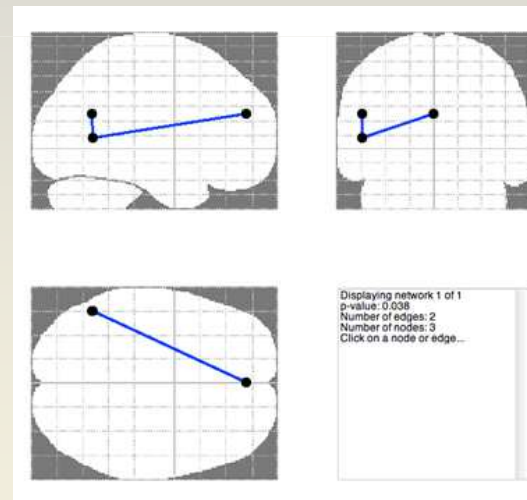 Displaying network 1 of 1
p-value: 0.038
Number of edges: 2
Number of nodes: 3
Click on a node or edge...